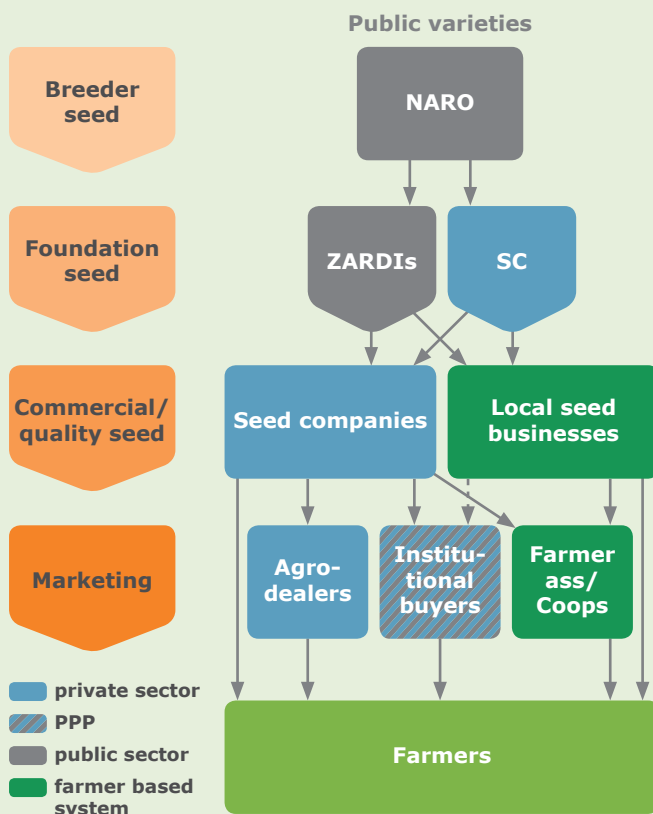 Public varieties
Breeder
seed
NARO
Foundation
seed
ZARDIs
SC
Commercial/
quality seed
Seed companies
Local seed
businesses
Marketing
Agro-
dealers
Institu-
tional
buyers
Farmer
ass/
Coops
private sector
PPP
public sector
farmer based
system
Farmers